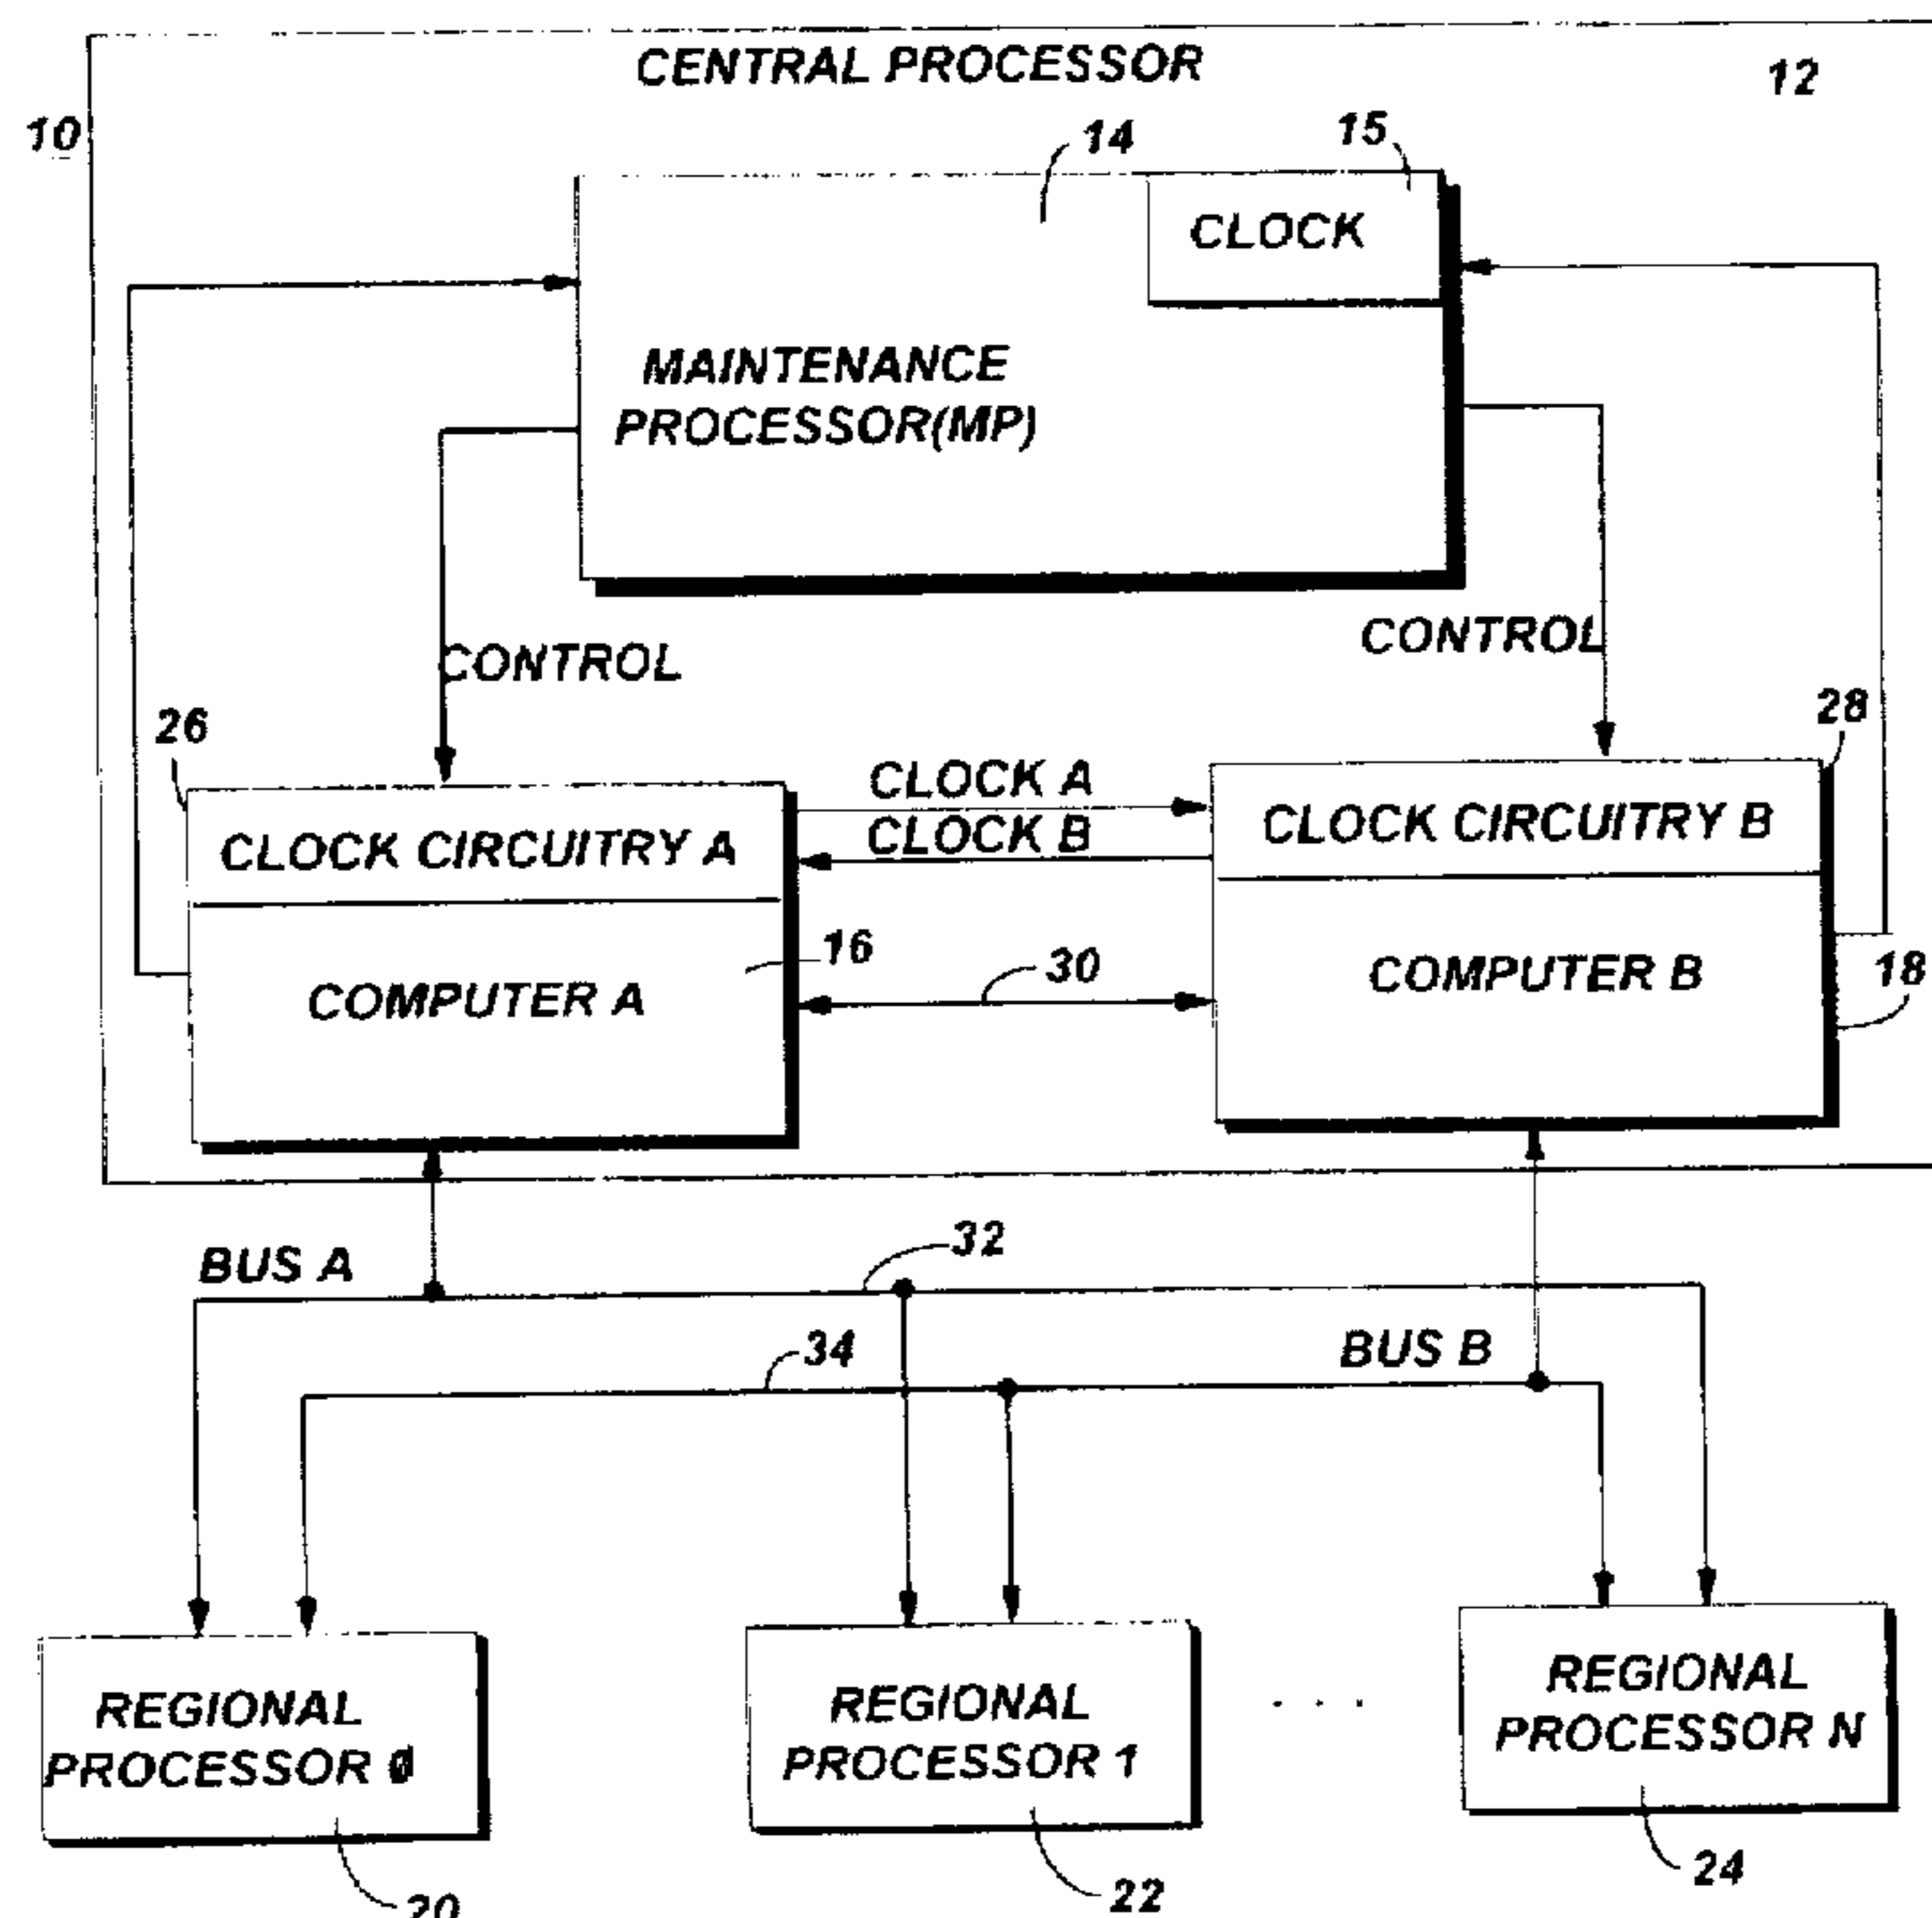 CENTRAL PROCESSOR
12
10
14
15
CLOCK
MAINTENANCE
PROCESSOR(MP)
CONTROL
CONTROL
26
28
CLOCK A
CLOCK B
CLOCK CIRCUITRY A
CLOCK CIRCUITRY B
16
30
18
COMPUTER A
COMPUTER B
BUS A
32
34
BUS B
REGIONAL
PROCESSOR 0
REGIONAL
PROCESSOR 1
. . .
REGIONAL
PROCESSOR N
20
22
24